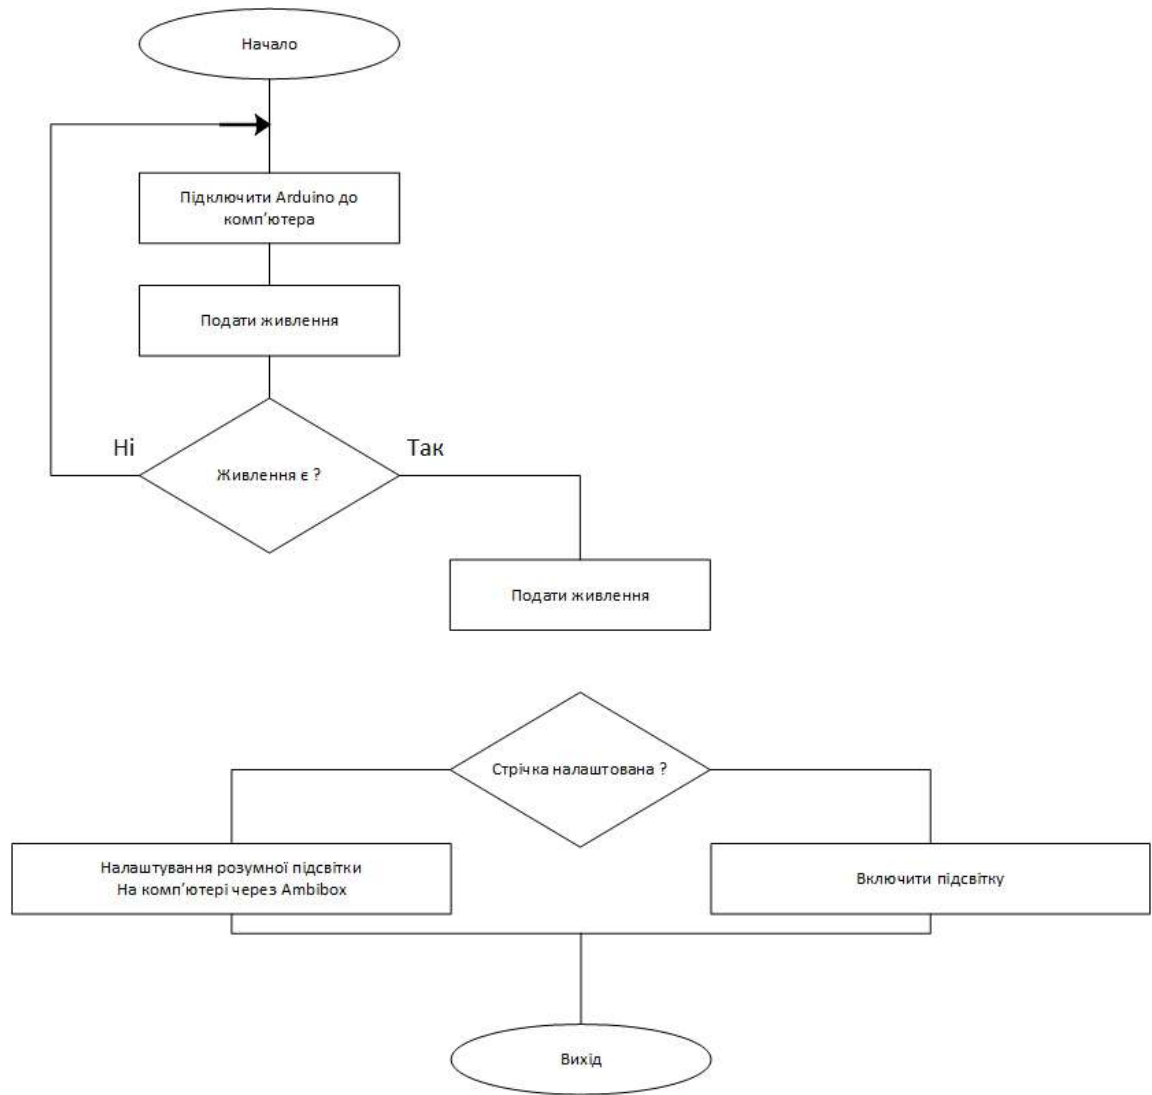 Начало
Підключити Arduino до
комп’ютера
Подати живлення
Ні
Так
Живлення є ?
Подати живлення
Стрічка налаштована ?
Налаштування розумної підсвітки
На комп’ютері через Ambibox
Включити підсвітку
Вихід